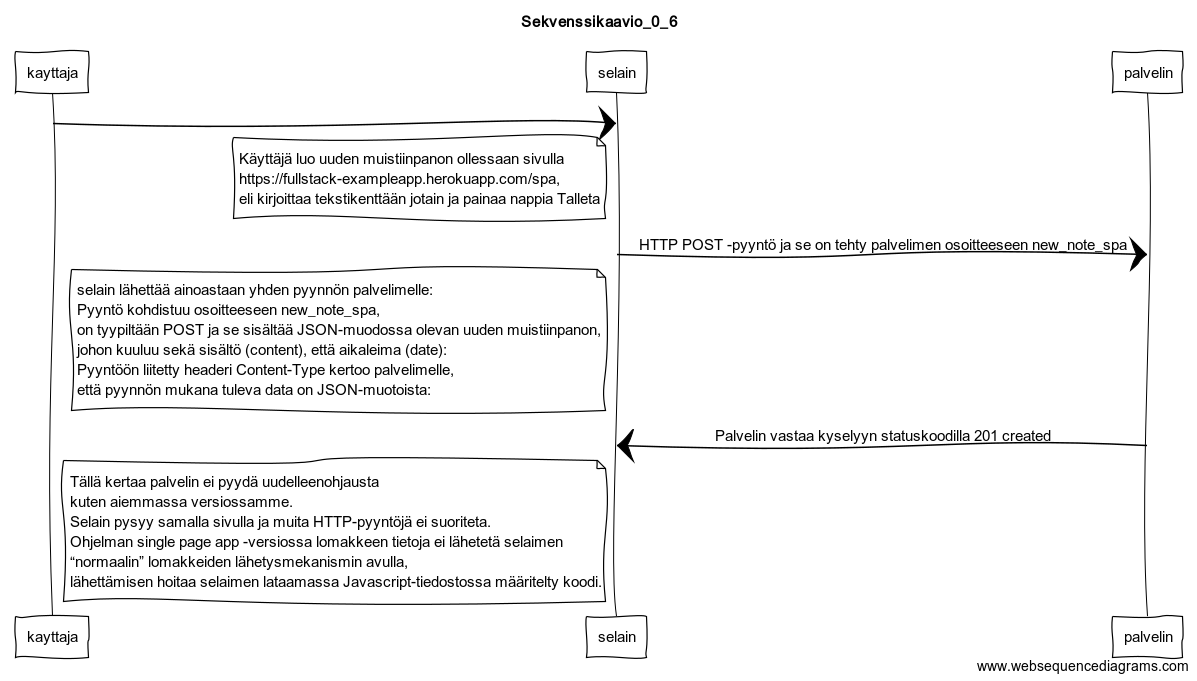 Sekvenssikaavio_0_6
kayttaja
selain
palvelin
Käyttäjä luo uuden muistiinpanon ollessaan sivulla
https://fullstack-exampleapp.herokuapp.com/spa,
eli kirjoittaa tekstikenttään jotain ja painaa nappia Talleta
HTTP POST -pyyntö ja se on tehty palvelimen osoitteeseen new_note_spa
selain lähettää ainoastaan yhden pyynnön palvelimelle:
Pyyntö kohdistuu osoitteeseen new_note_spa,
on tyypiltään POST ja se sisältää JSON-muodossa olevan uuden muistiinpanon,
johon kuuluu sekä sisältö (content), että aikaleima (date):
Pyyntöön liitetty headeri Content-Type kertoo palvelimelle,
että pyynnön mukana tuleva data on JSON-muotoista:
Palvelin vastaa kyselyyn statuskoodilla 201 created
Tällä kertaa palvelin ei pyydä uudelleenohjausta
kuten aiemmassa versiossamme.
Selain pysyy samalla sivulla ja muita HTTP-pyyntöjä ei suoriteta.
Ohjelman single page app -versiossa lomakkeen tietoja ei lähetetä selaimen
“normaalin” lomakkeiden lähetysmekanismin avulla,
lähettämisen hoitaa selaimen lataamassa Javascript-tiedostossa määritelty koodi.
kayttaja
selain
palvelin
www.websequencediagrams.com